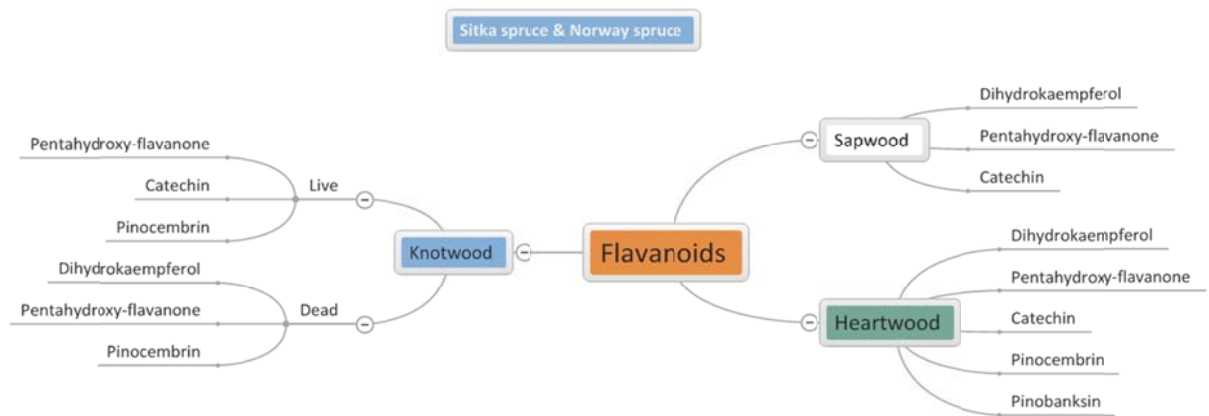 Sitka spruce & Norway spruce
Pentahydroxy-flavanone
Catechin
Pinocembrin
Live
Dihydrokaempferol
Pentahydroxy-flavanone
Pinocembrin
Dead
Knotwood
Flavanoids
Sapwood
Dihydrokaempferol
Pentahydroxy-flavanone
Catechin
Heartwood
Dihydrokaempferol
Pentahydroxy-flavanone
Catechin
Pinocembrin
Pinobanksin